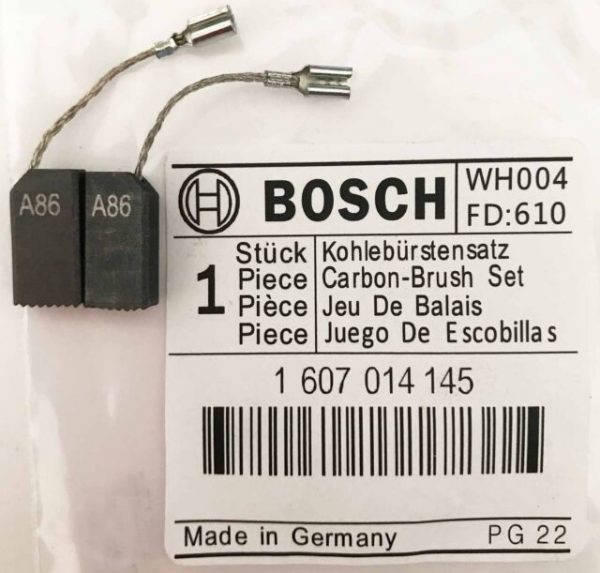 A86 A86
BOSCH
WH004
FD:610
1
Stück Kohlebürstensatz
Piece Carbon-Brush Set
Pièce Jeu De Balais
Piece Juego De Escobillas
1 607 014 145
Made in Germany PG 22